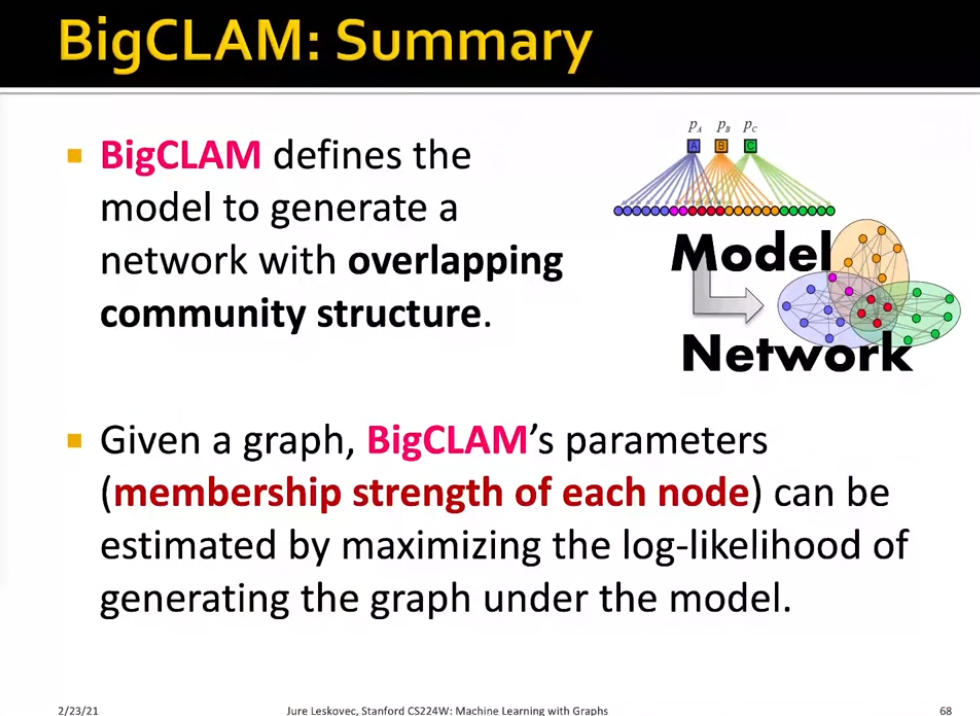 BigCLAM: Summary
BigCLAM defines the
model to generate a
network with overlapping
community structure.
p_A p_B p_C
A B C
Model
Network
Given a graph, BigCLAM's parameters
(membership strength of each node) can be
estimated by maximizing the log-likelihood of
generating the graph under the model.
2/23/21 Jure Leskovec, Stanford CS224W: Machine Learning with Graphs 68